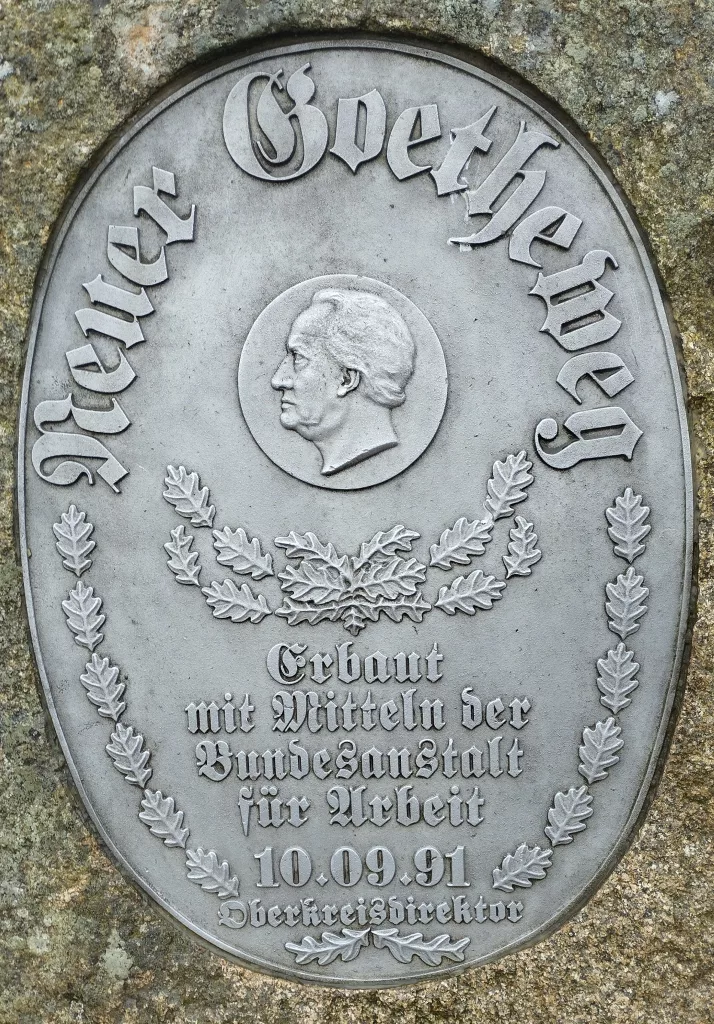 Neuer Goetheweg
Erbaut
mit Mitteln der
Bundesanstalt
für Arbeit
10.09.91
Oberkreisdirektor